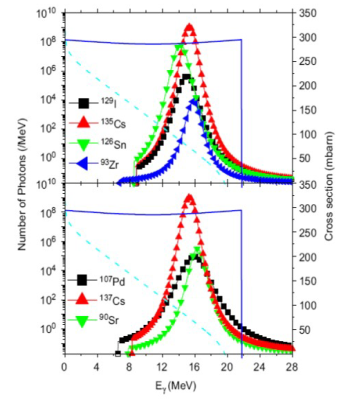 10^10
10^8
10^6
10^4
10^2
10^0
10^10
10^8
10^6
10^4
10^2
10^0
Number of Photons (/MeV)
129I
135Cs
126Sn
93Zr
107Pd
137Cs
90Sr
350
300
250
200
150
100
50
350
300
250
200
150
100
50
Cross section (mbarn)
0 4 8 12 16 20 24 28
Eγ (MeV)